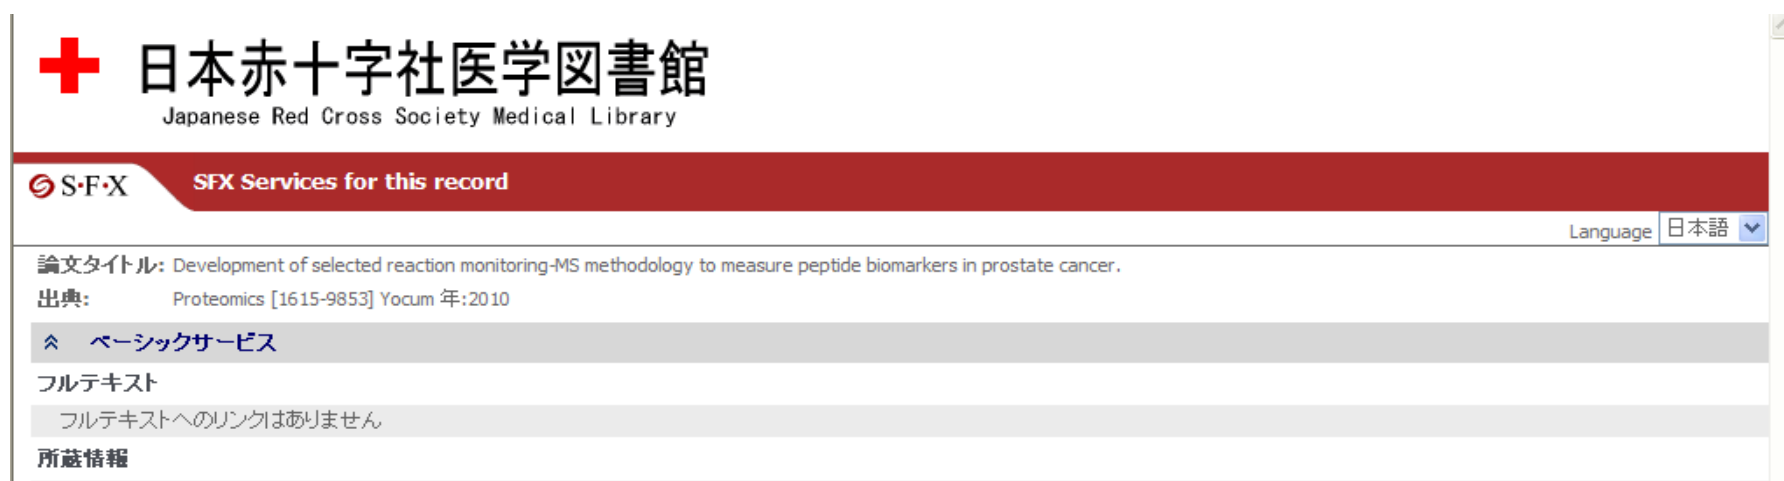 日本赤十字社医学図書館
Japanese Red Cross Society Medical Library
S·F·X SFX Services for this record
Language 日本語
論文タイトル: Development of selected reaction monitoring-MS methodology to measure peptide biomarkers in prostate cancer.
出典: Proteomics [1615-9853] Yocum 年:2010
ベーシックサービス
フルテキスト
フルテキストへのリンクはありません
所蔵情報